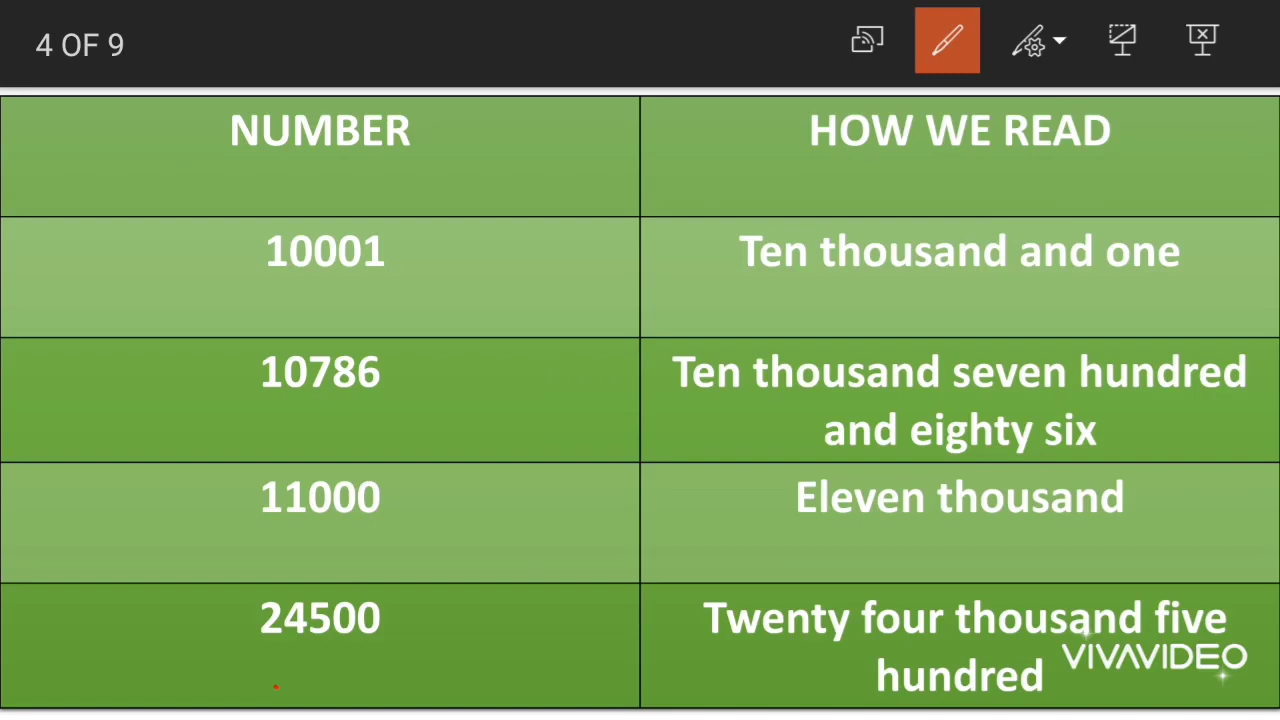 4 OF 9
NUMBER
HOW WE READ
10001
Ten thousand and one
10786
Ten thousand seven hundred
and eighty six
11000
Eleven thousand
24500
Twenty four thousand five
hundred
VIVAVIDEO